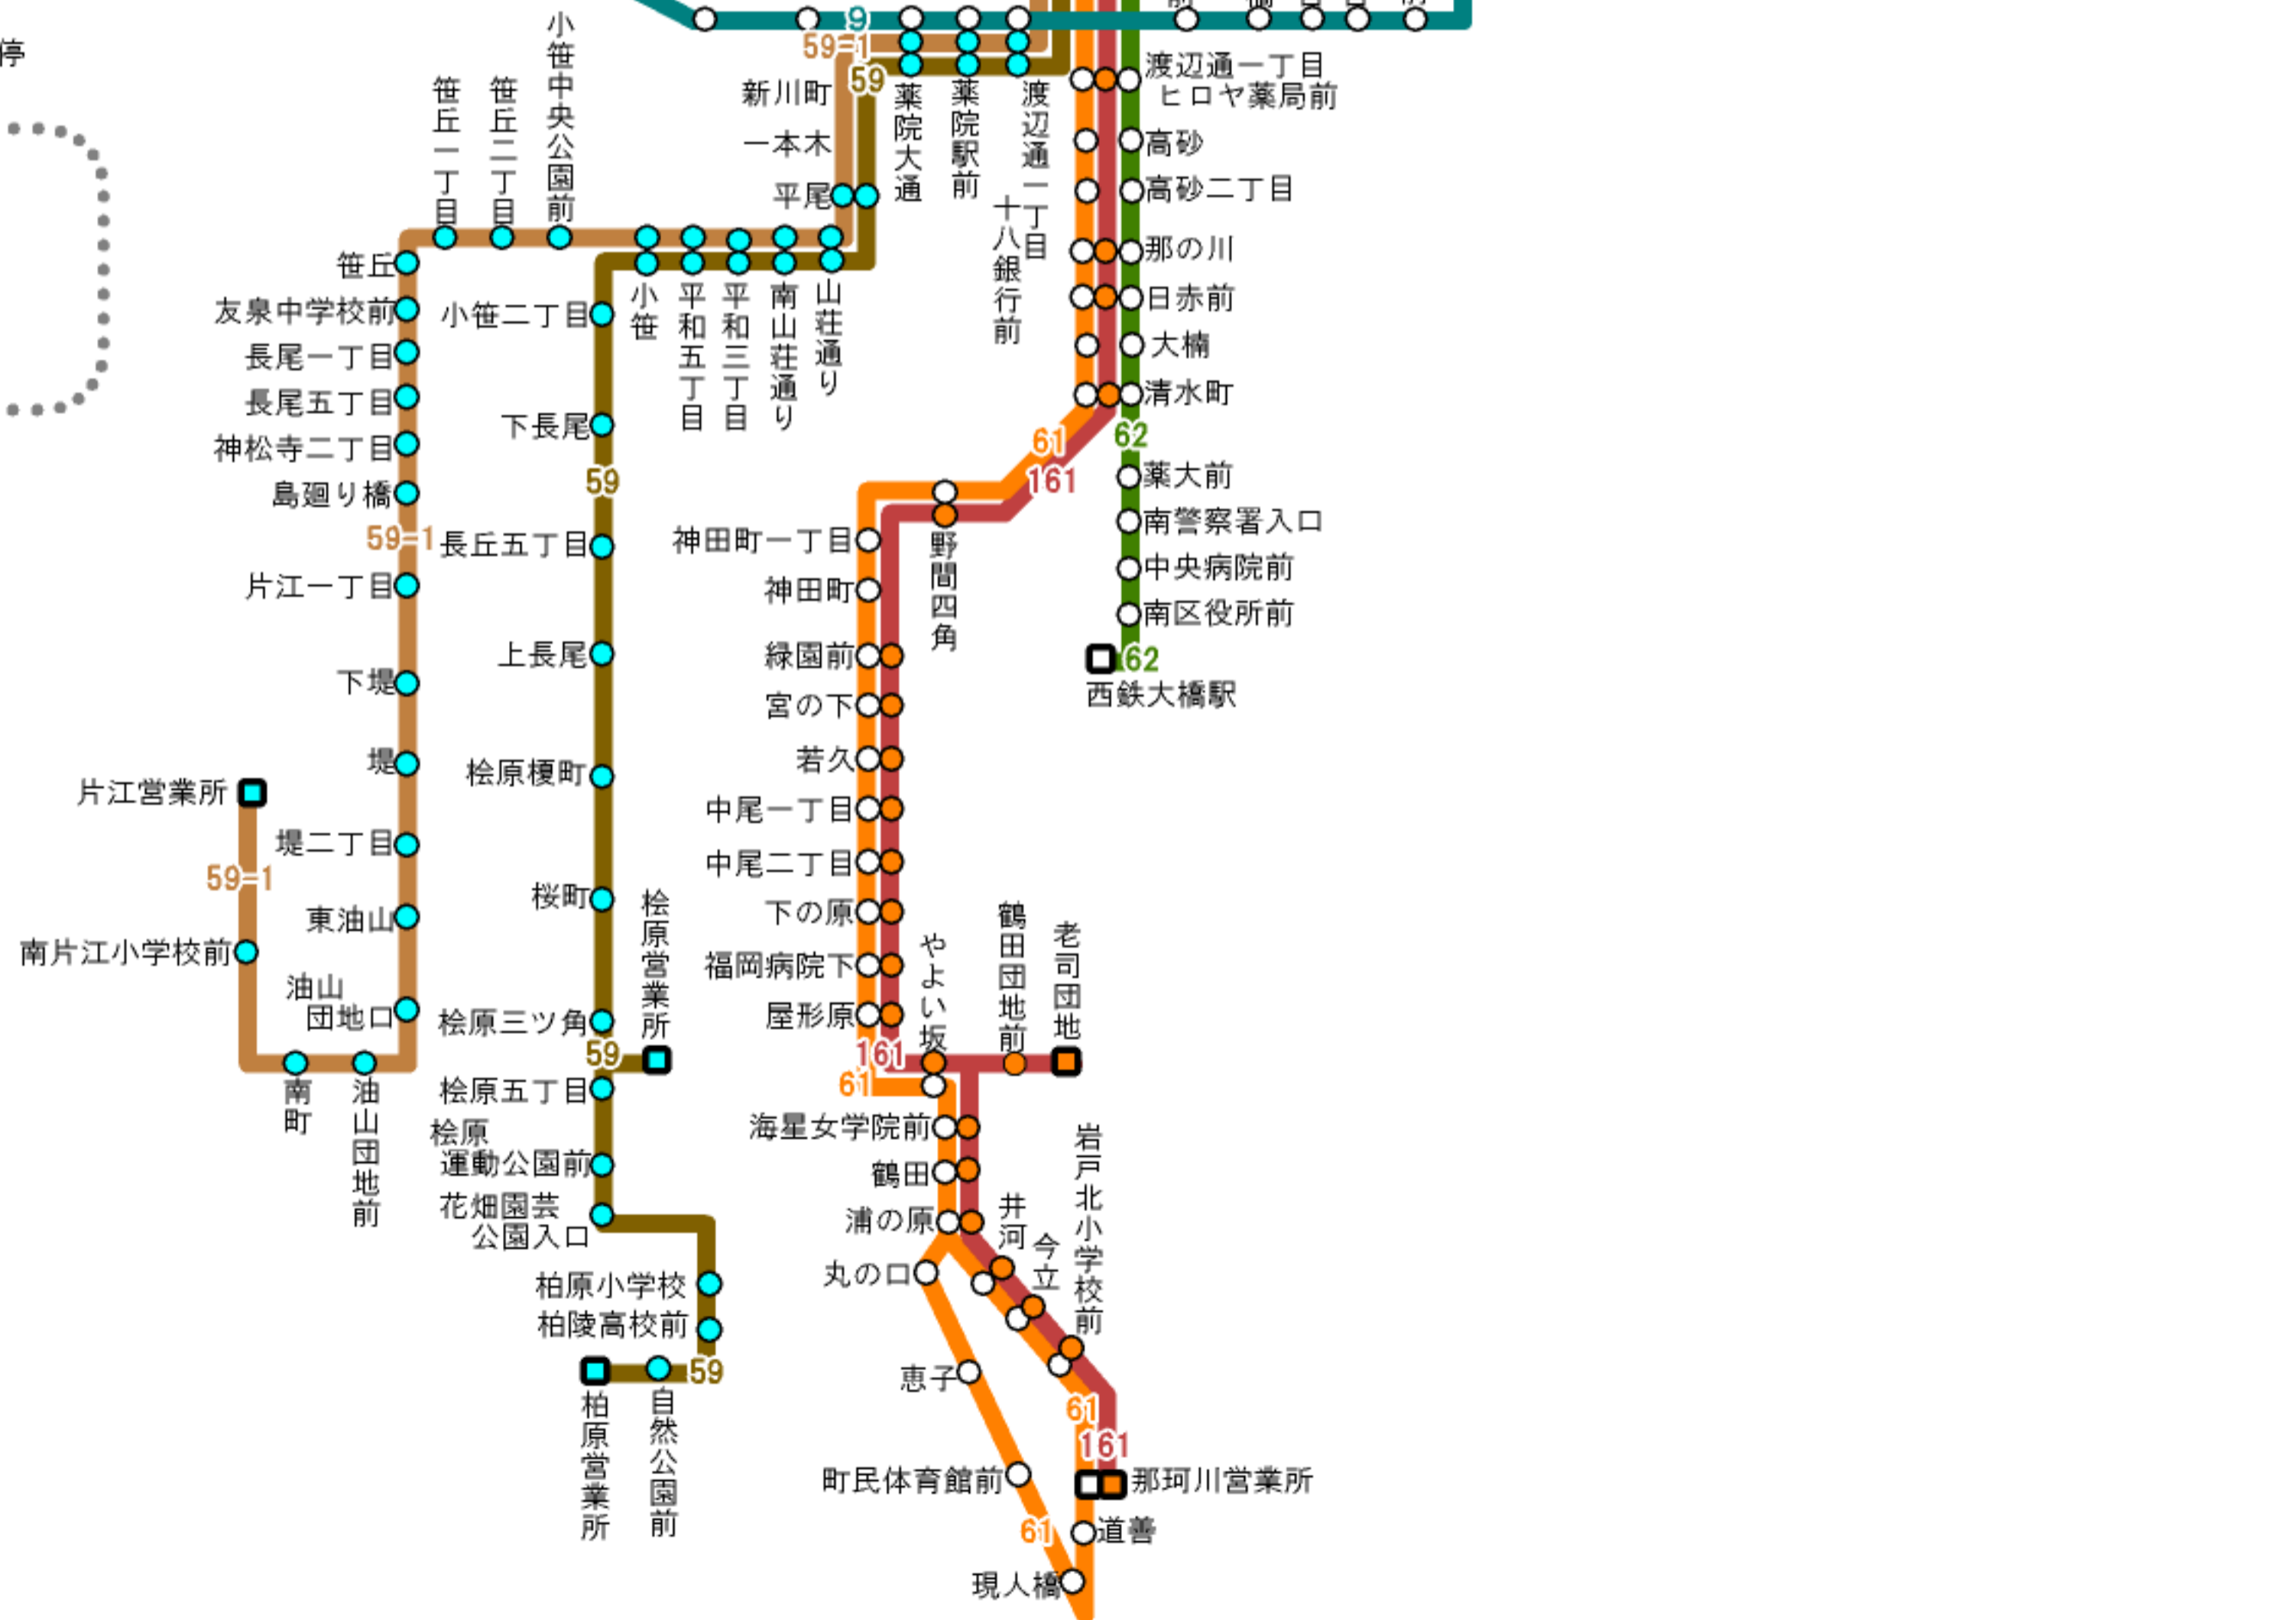 停
9
59-1
59
新川町
一本木
平尾
薬院大通
薬院駅前
渡辺通一丁目
十八銀行前
渡辺通一丁目
ヒロヤ薬局前
高砂
高砂二丁目
那の川
日赤前
大楠
清水町
62
61
161
薬大前
南警察署入口
中央病院前
南区役所前
62
西鉄大橋駅
笹丘一丁目
笹丘二丁目
小笹中央公園前
笹丘
友泉中学校前
長尾一丁目
長尾五丁目
神松寺二丁目
島廻り橋
59-1
片江一丁目
下堤
堤
堤二丁目
東油山
油山
団地口
油山団地前
南町
南片江小学校前
59-1
片江営業所
小笹
平和五丁目
平和三丁目
南山荘通り
山荘通り
小笹二丁目
下長尾
59
長丘五丁目
上長尾
桧原榎町
桜町
桧原三ツ角
59
桧原営業所
桧原五丁目
桧原
運動公園前
花畑園芸
公園入口
柏原小学校
柏陵高校前
59
自然公園前
柏原営業所
野間四角
神田町一丁目
神田町
緑園前
宮の下
若久
中尾一丁目
中尾二丁目
下の原
福岡病院下
屋形原
161
61
やよい坂
鶴田団地前
老司団地
海星女学院前
鶴田
浦の原
井河
今立
岩戸北小学校前
丸の口
恵子
町民体育館前
61
161
那珂川営業所
道善
61
現人橋